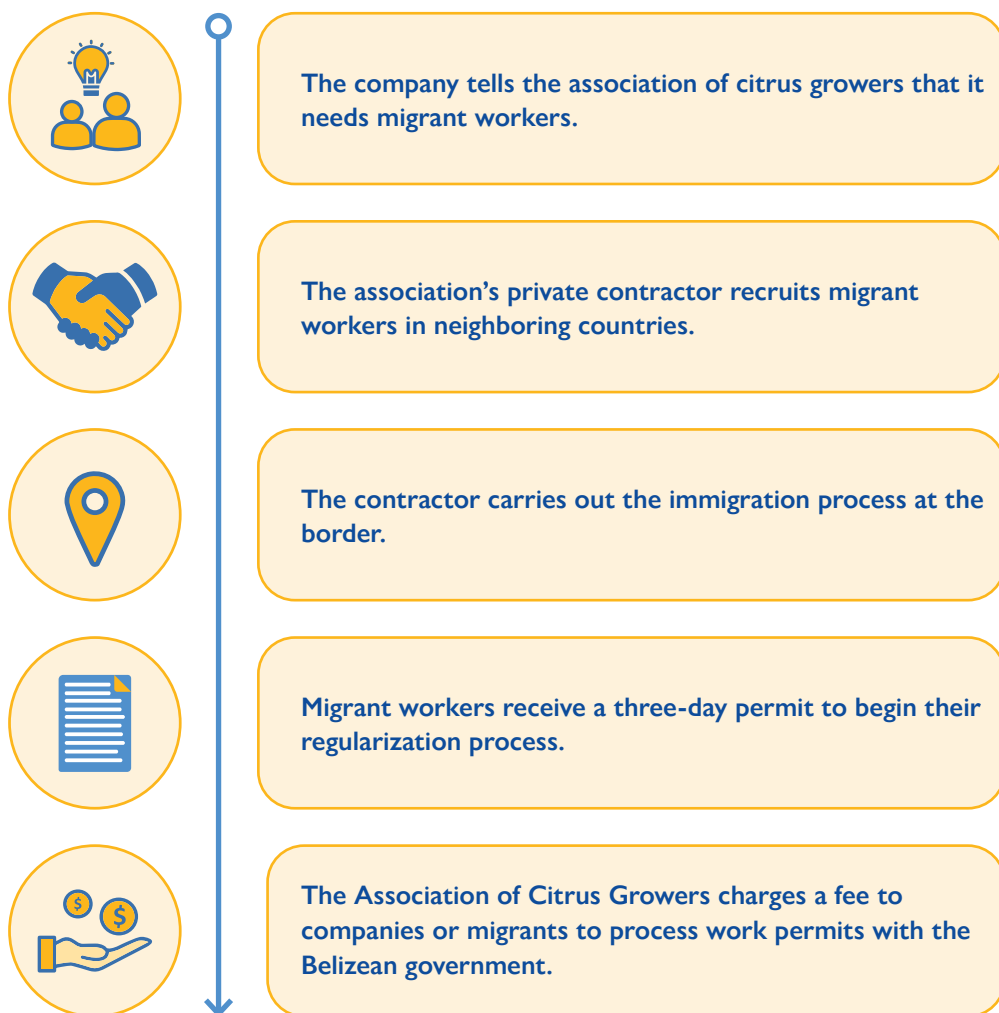 The company tells the association of citrus growers that it
needs migrant workers.
The association’s private contractor recruits migrant
workers in neighboring countries.
The contractor carries out the immigration process at the
border.
Migrant workers receive a three-day permit to begin their
regularization process.
$
$
The Association of Citrus Growers charges a fee to
companies or migrants to process work permits with the
Belizean government.